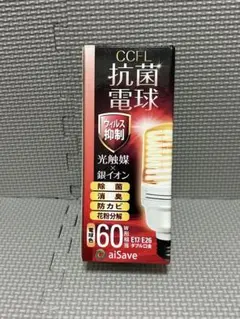 CCFL
抗菌
電球
ウィルス
抑制
光触媒
×
銀イオン
除菌
消臭
防カビ
花粉分解
電球色
60W形相当
E17 E26
ダブル口金
aiSave